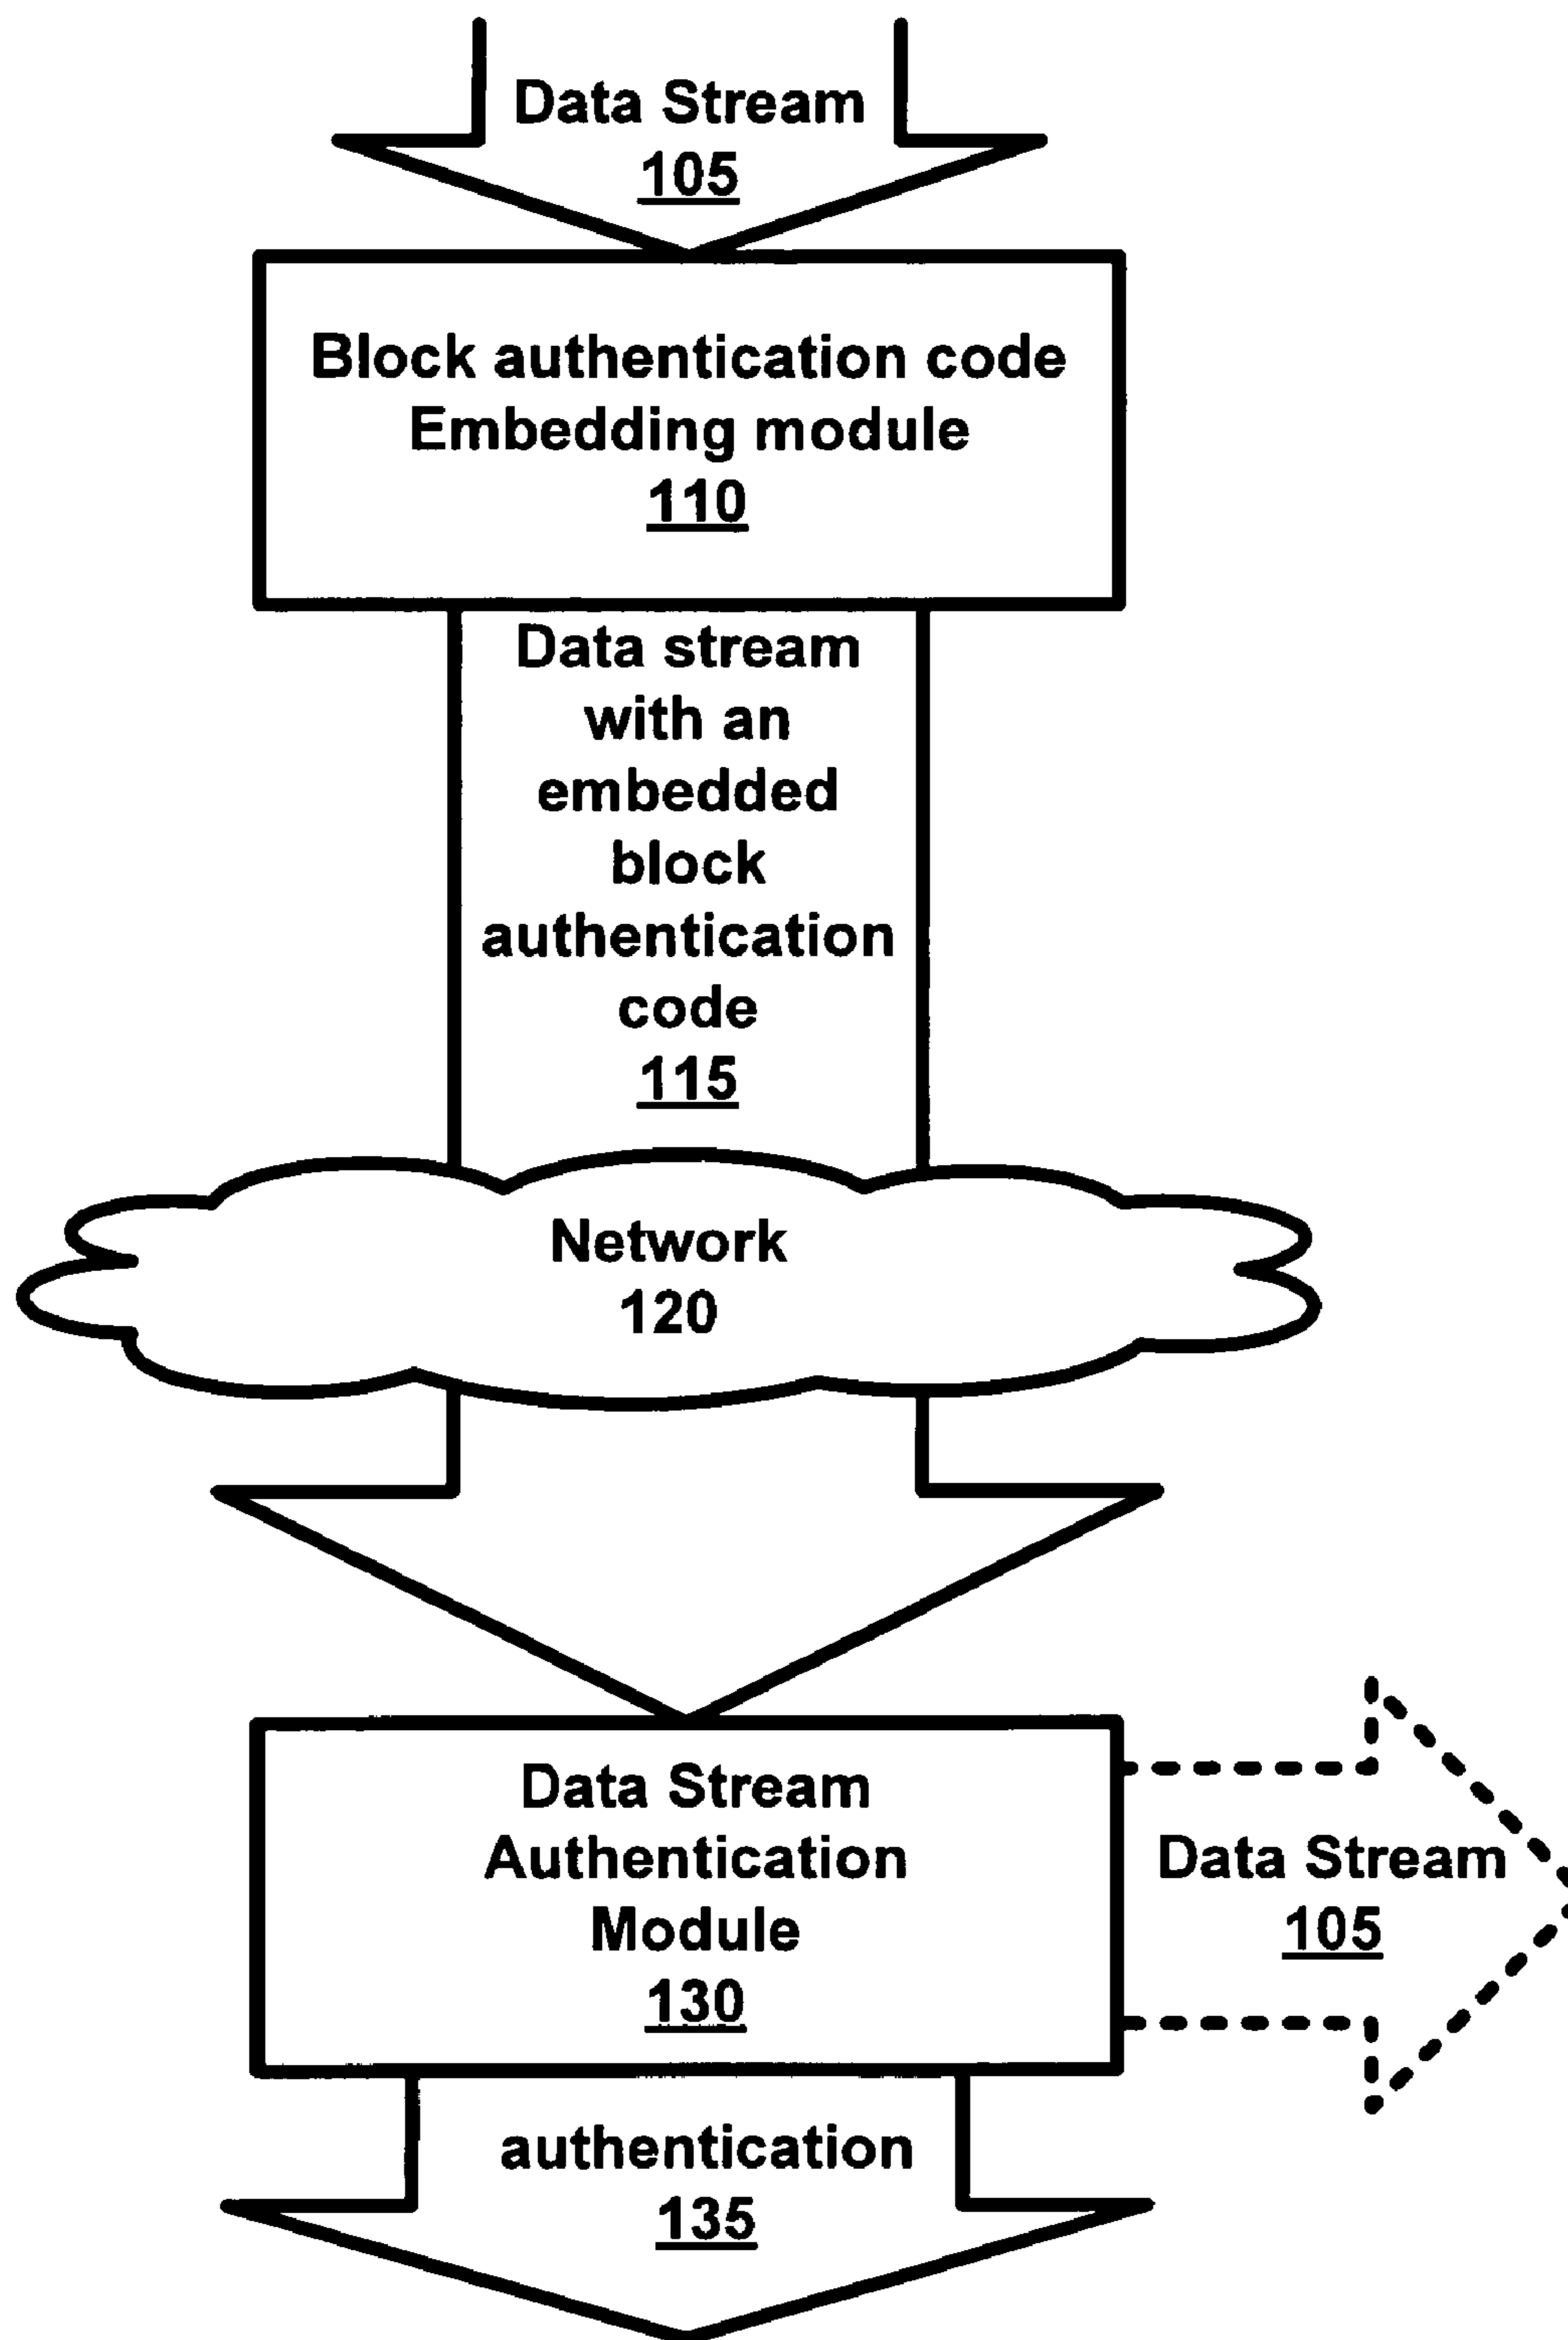 Data Stream
105
Block authentication code
Embedding module
110
Data stream
with an
embedded
block
authentication
code
115
Network
120
Data Stream
Authentication
Module
130
Data Stream
105
authentication
135